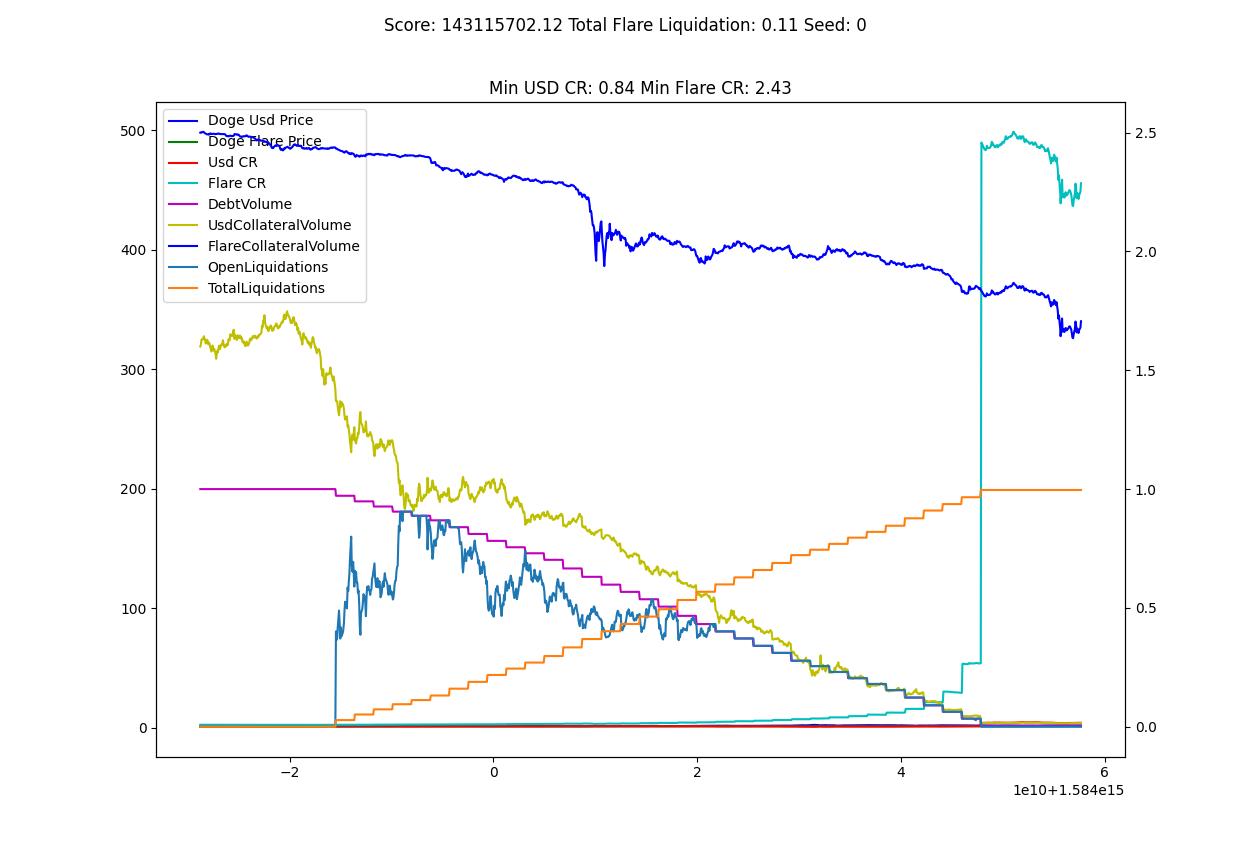 Score: 143115702.12 Total Flare Liquidation: 0.11 Seed: 0
Min USD CR: 0.84 Min Flare CR: 2.43
Doge Usd Price
Doge Flare Price
Usd CR
Flare CR
DebtVolume
UsdCollateralVolume
FlareCollateralVolume
OpenLiquidations
TotalLiquidations
500
400
300
200
100
0
2.5
2.0
1.5
1.0
0.5
0.0
−2
0
2
4
6
1e10+1.584e15